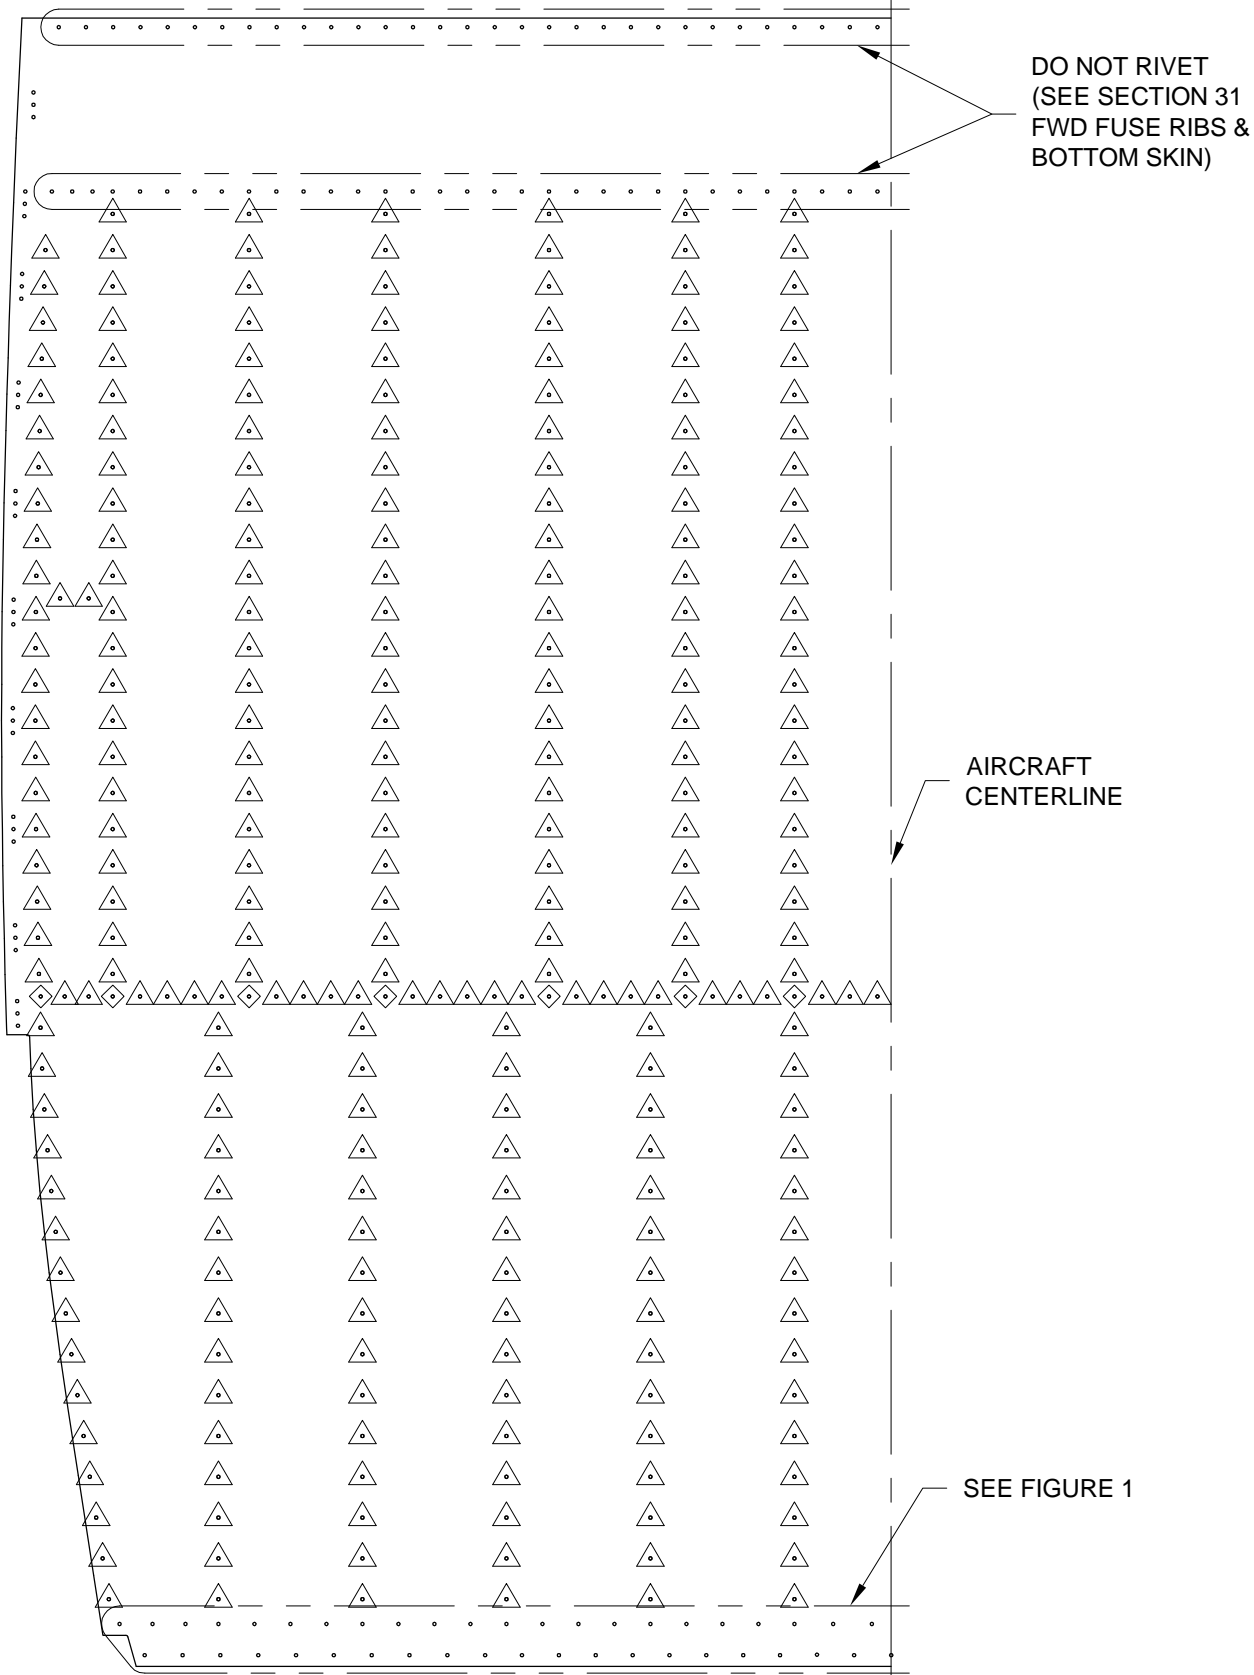 DO NOT RIVET
(SEE SECTION 31
FWD FUSE RIBS &
BOTTOM SKIN)
AIRCRAFT
CENTERLINE
SEE FIGURE 1